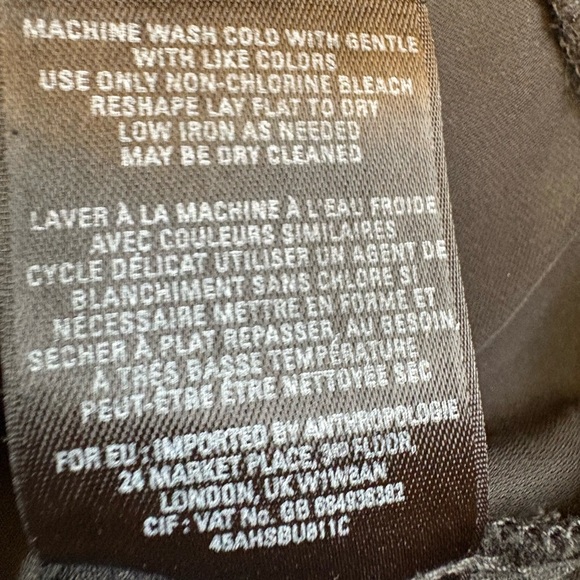 MACHINE WASH COLD WITH GENTLE
WITH LIKE COLORS
USE ONLY NON-CHLORINE BLEACH
RESHAPE LAY FLAT TO DRY
LOW IRON AS NEEDED
MAY BE DRY CLEANED
LAVER À LA MACHINE À L'EAU FROIDE
AVEC COULEURS SIMILAIRES
CYCLE DÉLICAT UTILISER UN AGENT DE
BLANCHIMENT SANS CHLORE SI
NÉCESSAIRE METTRE EN FORME ET
SECHER À PLAT REPASSER, AU BESOIN,
À TRÈS BASSE TEMPÉRATURE
PEUT-ÊTRE ÊTRE NETTOYÉE SEC
FOR EU: IMPORTED BY ANTHROPOLOGIE
24 MARKET PLACE, 3RD FLOOR,
LONDON, UK W1W8AN
CIF: VAT No. GB